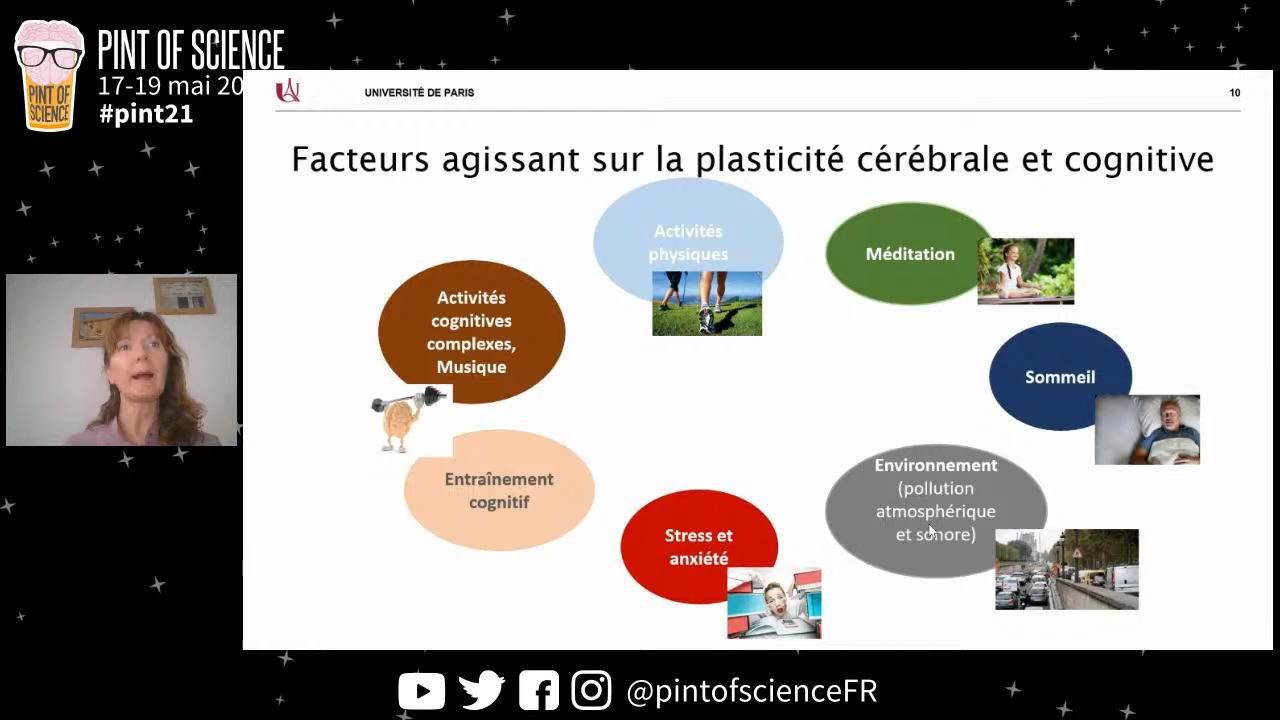 PINT OF SCIENCE
17-19 mai 20
#pint21
PINT OF
SCIENCE
UNIVERSITÉ DE PARIS
10
Facteurs agissant sur la plasticité cérébrale et cognitive
Activités
physiques
Méditation
Activités
cognitives
complexes,
Musique
Sommeil
Entraînement
cognitif
Environnement
(pollution
atmosphérique
et sonore)
Stress et
anxiété
@pintofscienceFR